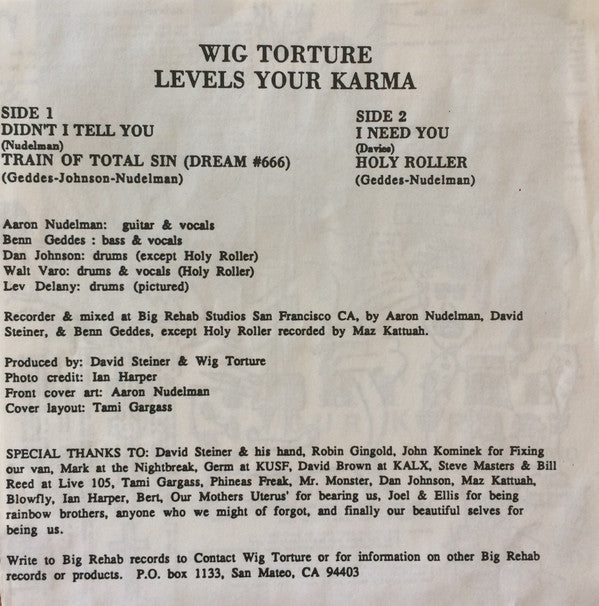 WIG TORTURE
LEVELS YOUR KARMA
SIDE 1
DIDN'T I TELL YOU
(Nudelman)
TRAIN OF TOTAL SIN (DREAM #666)
(Geddes-Johnson-Nudelman)
SIDE 2
I NEED YOU
(Davies)
HOLY ROLLER
(Geddes-Nudelman)
Aaron Nudelman: guitar & vocals
Benn Geddes : bass & vocals
Dan Johnson: drums (except Holy Roller)
Walt Varo: drums & vocals (Holy Roller)
Lev Delany: drums (pictured)
Recorder & mixed at Big Rehab Studios San Francisco CA, by Aaron Nudelman, David
Steiner, & Benn Geddes, except Holy Roller recorded by Maz Kattuah.
Produced by: David Steiner & Wig Torture
Photo credit: Ian Harper
Front cover art: Aaron Nudelman
Cover layout: Tami Gargass
SPECIAL THANKS TO: David Steiner & his hand, Robin Gingold, John Kominek for Fixing
our van, Mark at the Nightbreak, Germ at KUSF, David Brown at KALX, Steve Masters & Bill
Reed at Live 105, Tami Gargass, Phineas Freak, Mr. Monster, Dan Johnson, Maz Kattuah,
Blowfly, Ian Harper, Bert, Our Mothers Uterus' for bearing us, Joel & Ellis for being
rainbow brothers, anyone who we might of forgot, and finally our beautiful selves for
being us.
Write to Big Rehab records to Contact Wig Torture or for information on other Big Rehab
records or products. P.O. box 1133, San Mateo, CA 94403